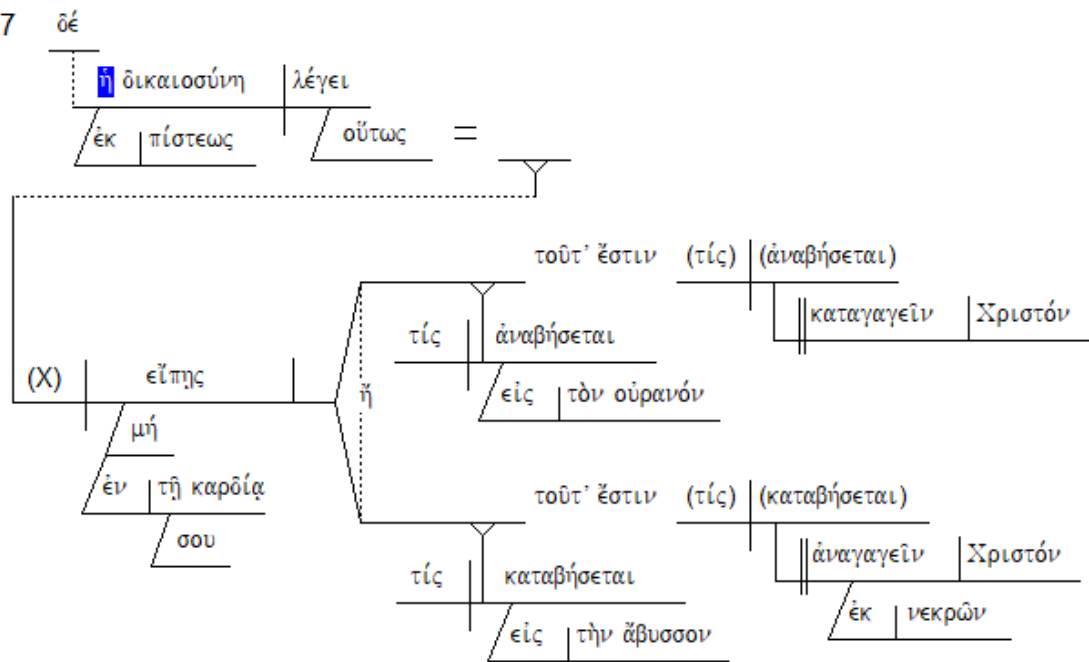 7 δέ
ἡ δικαιοσύνη λέγει
ἐκ πίστεως οὕτως =
τοῦτ’ ἔστιν (τίς) (ἀναβήσεται)
καταγαγεῖν Χριστόν
τίς ἀναβήσεται
εἰς τὸν οὐρανόν
(X) εἴπῃς ἤ
μή
ἐν τῇ καρδίᾳ
σου
τοῦτ’ ἔστιν (τίς) (καταβήσεται)
ἀναγαγεῖν Χριστόν
τίς καταβήσεται
ἐκ νεκρῶν
εἰς τὴν ἄβυσσον